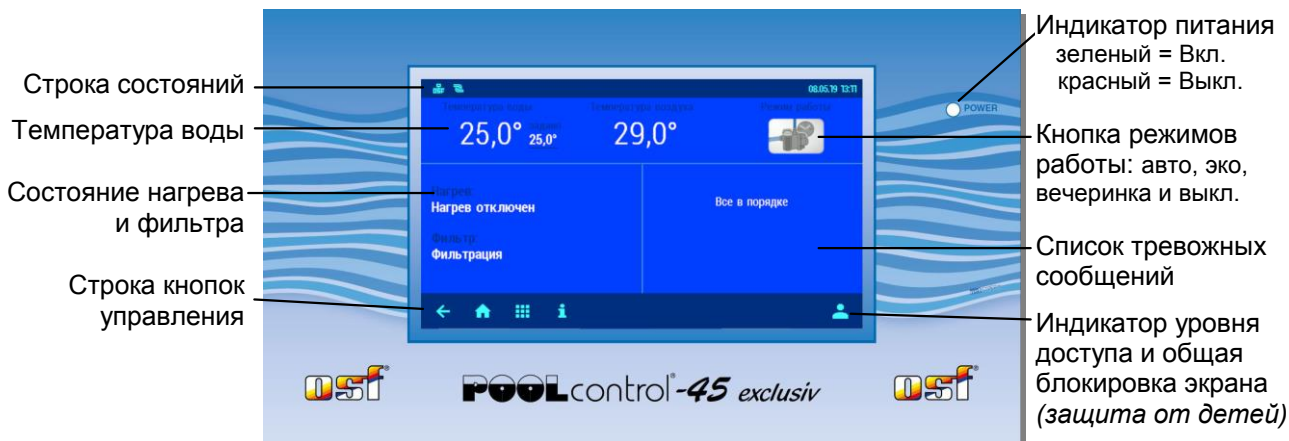 Строка состояний
Температура воды
Состояние нагрева
и фильтра
Строка кнопок
управления
08.05.19 13:11
Температура воды
Температура воздуха
Режим работы
25,0°
25,0°
29,0°
Нагрев:
Нагрев отключен
Фильтр:
Фильтрация
Все в порядке
POWER
osf
POOLcontrol®-45 exclusiv
osf
Индикатор питания
зеленый = Вкл.
красный = Выкл.
Кнопка режимов
работы: авто, эко,
вечеринка и выкл.
Список тревожных
сообщений
Индикатор уровня
доступа и общая
блокировка экрана
(защита от детей)